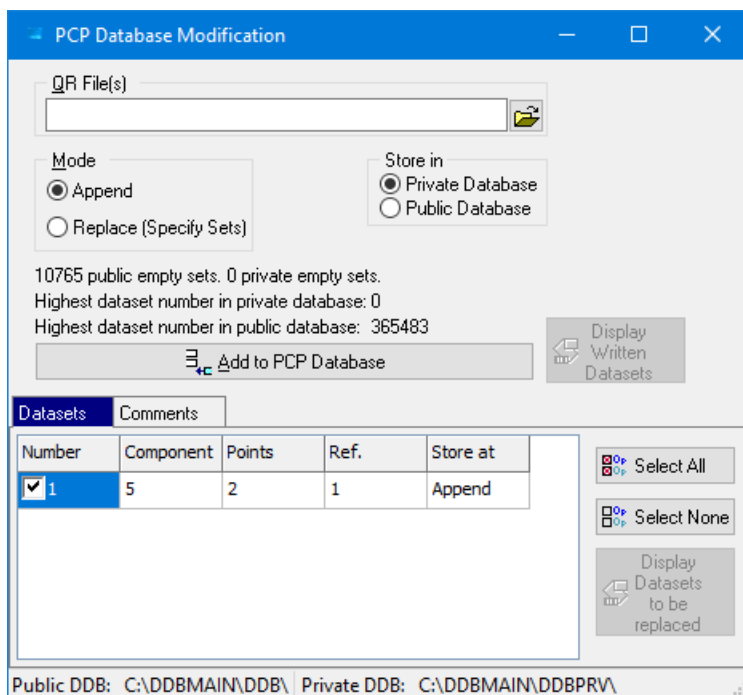 PCP Database Modification
QR File(s)
Mode
Append
Replace (Specify Sets)
Store in
Private Database
Public Database
10765 public empty sets. 0 private empty sets.
Highest dataset number in private database: 0
Highest dataset number in public database: 365483
Add to PCP Database
Display
Written
Datasets
Datasets Comments
Number Component Points Ref. Store at
1 5 2 1 Append
Select All
Select None
Display
Datasets
to be
replaced
Public DDB: C:\DDBMAIN\DDB\ Private DDB: C:\DDBMAIN\DDBPRV\